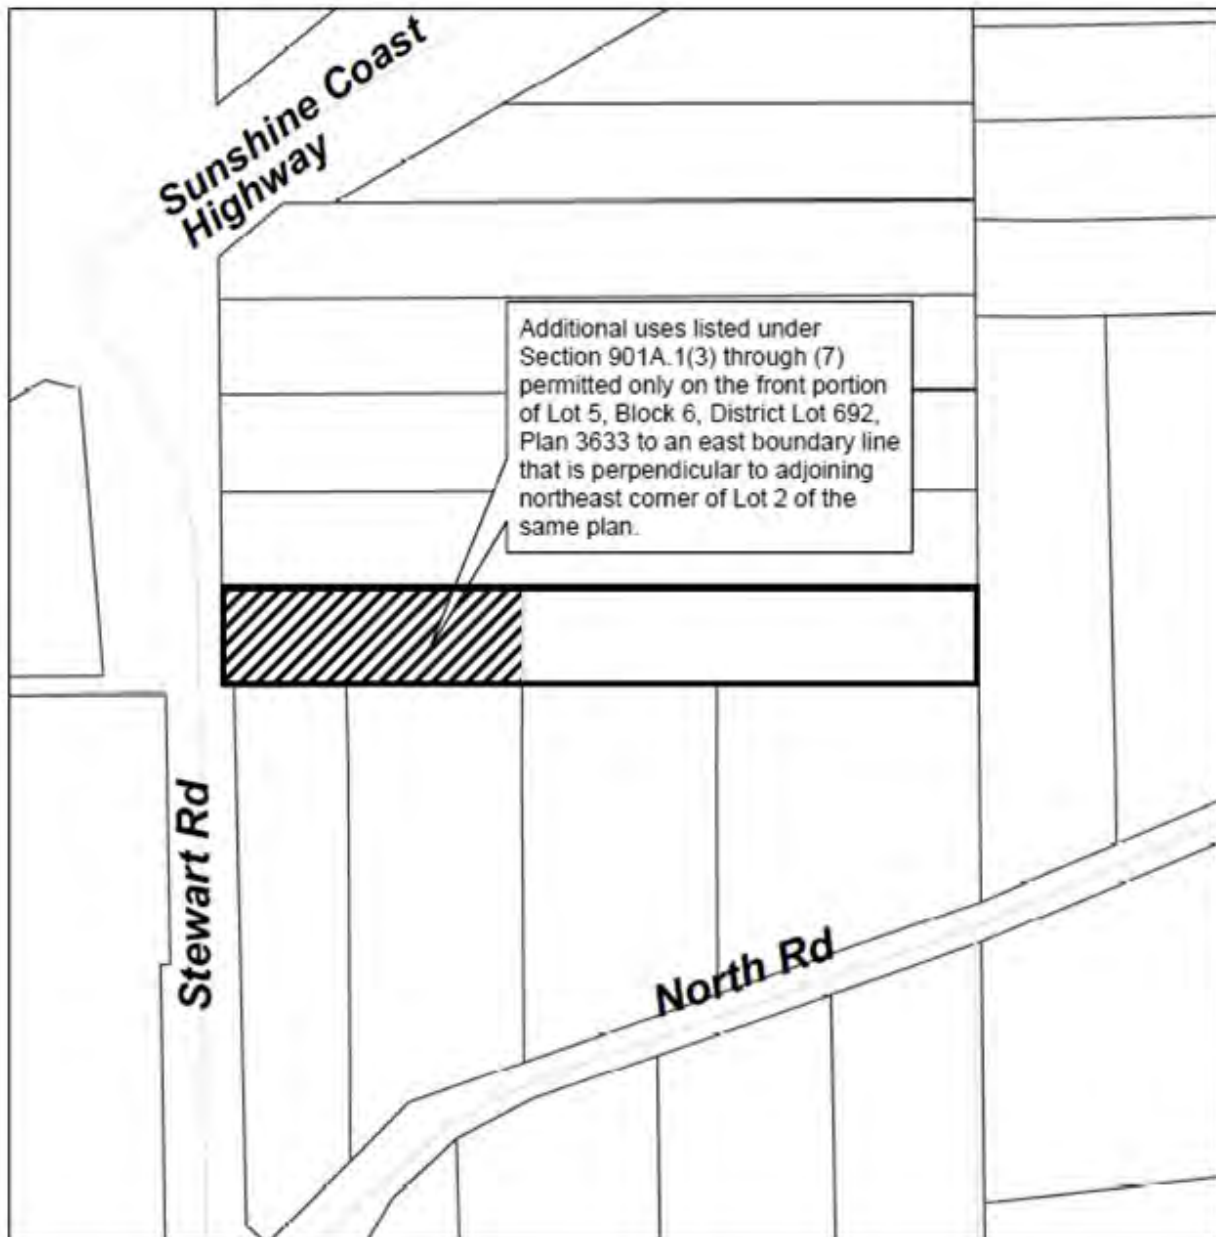 Sunshine Coast
Highway
Additional uses listed under
Section 901A.1(3) through (7)
permitted only on the front portion
of Lot 5, Block 6, District Lot 692,
Plan 3633 to an east boundary line
that is perpendicular to adjoining
northeast corner of Lot 2 of the
same plan.
Stewart Rd
North Rd